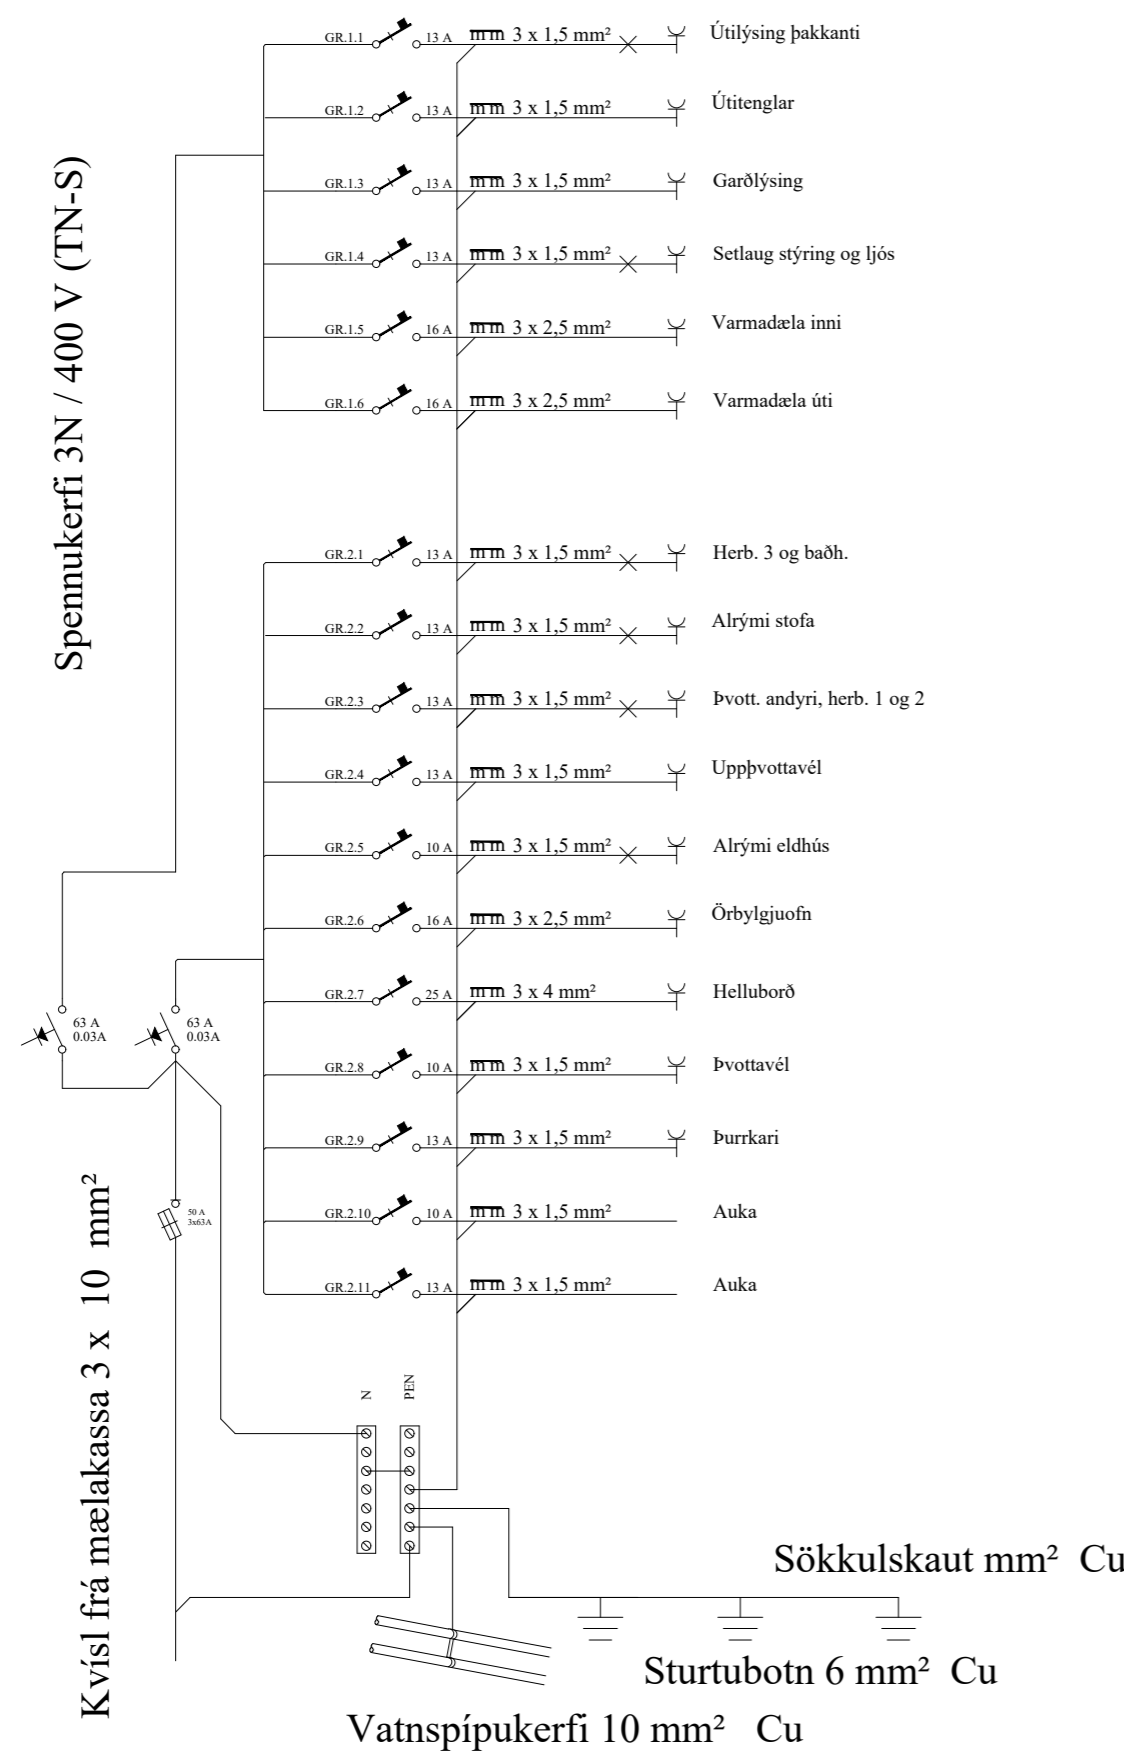 GR.1.1 13 A m m 3 x 1,5 mm² Útilýsing þakkanti
GR.1.2 13 A m m 3 x 1,5 mm² Útitenglar
GR.1.3 13 A m m 3 x 1,5 mm² Garðlýsing
GR.1.4 13 A m m 3 x 1,5 mm² Setlaug stýring og ljós
GR.1.5 16 A m m 3 x 2,5 mm² Varmadæla inni
GR.1.6 16 A m m 3 x 2,5 mm² Varmadæla úti
Spennukerfi 3N / 400 V (TN-S)
GR.2.1 13 A m m 3 x 1,5 mm² Herb. 3 og baðh.
GR.2.2 13 A m m 3 x 1,5 mm² Alrými stofa
GR.2.3 13 A m m 3 x 1,5 mm² Þvott. andyri, herb. 1 og 2
GR.2.4 13 A m m 3 x 1,5 mm² Uppþvottavél
GR.2.5 10 A m m 3 x 1,5 mm² Alrými eldhús
GR.2.6 16 A m m 3 x 2,5 mm² Örbylgjuofn
GR.2.7 25 A m m 3 x 4 mm² Helluborð
63 A
0.03A
63 A
0.03A
GR.2.8 10 A m m 3 x 1,5 mm² Þvottavél
GR.2.9 13 A m m 3 x 1,5 mm² Þurrkari
GR.2.10 10 A m m 3 x 1,5 mm² Auka
50 A
3x63A
GR.2.11 13 A m m 3 x 1,5 mm² Auka
Kvísl frá mælakassa 3 x 10 mm²
N
PEN
Sökkulskaut mm² Cu
Sturtubotn 6 mm² Cu
Vatnspípukerfi 10 mm² Cu